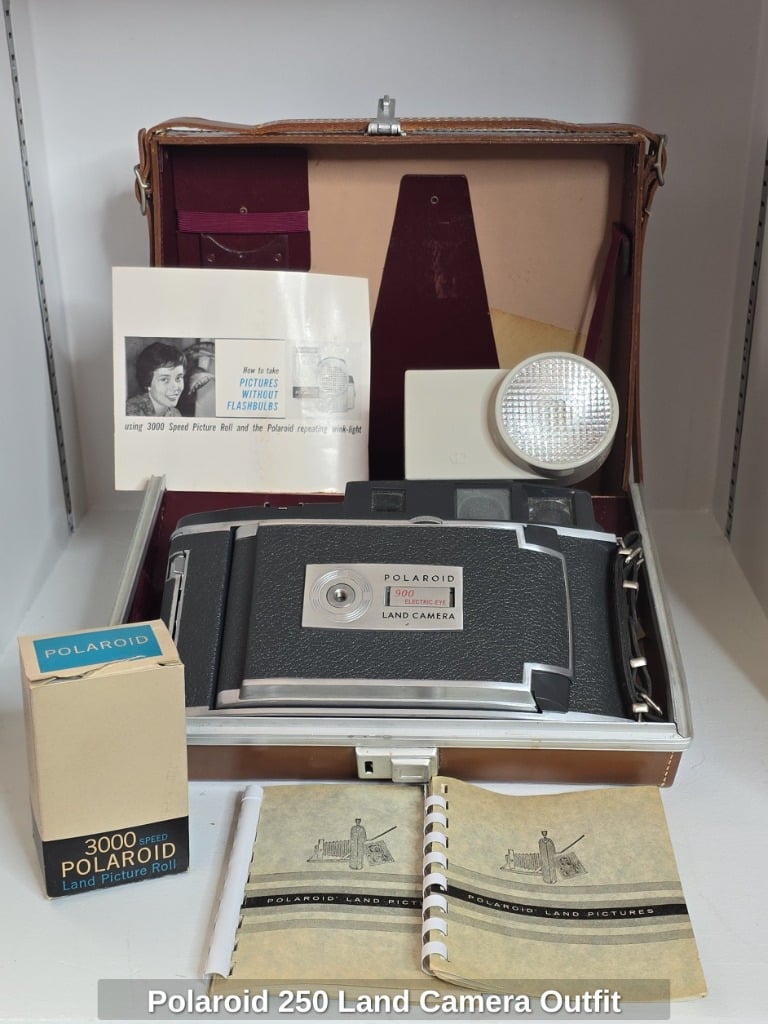 How to take
PICTURES
WITHOUT
FLASHBULBS
using 3000 Speed Picture Roll and the Polaroid repeating wink-light
POLAROID
900
ELECTRIC EYE
LAND CAMERA
POLAROID
3000 SPEED
POLAROID
Land Picture Roll
POLAROID® LAND PICT
POLAROID® LAND PICTURES
Polaroid 250 Land Camera Outfit